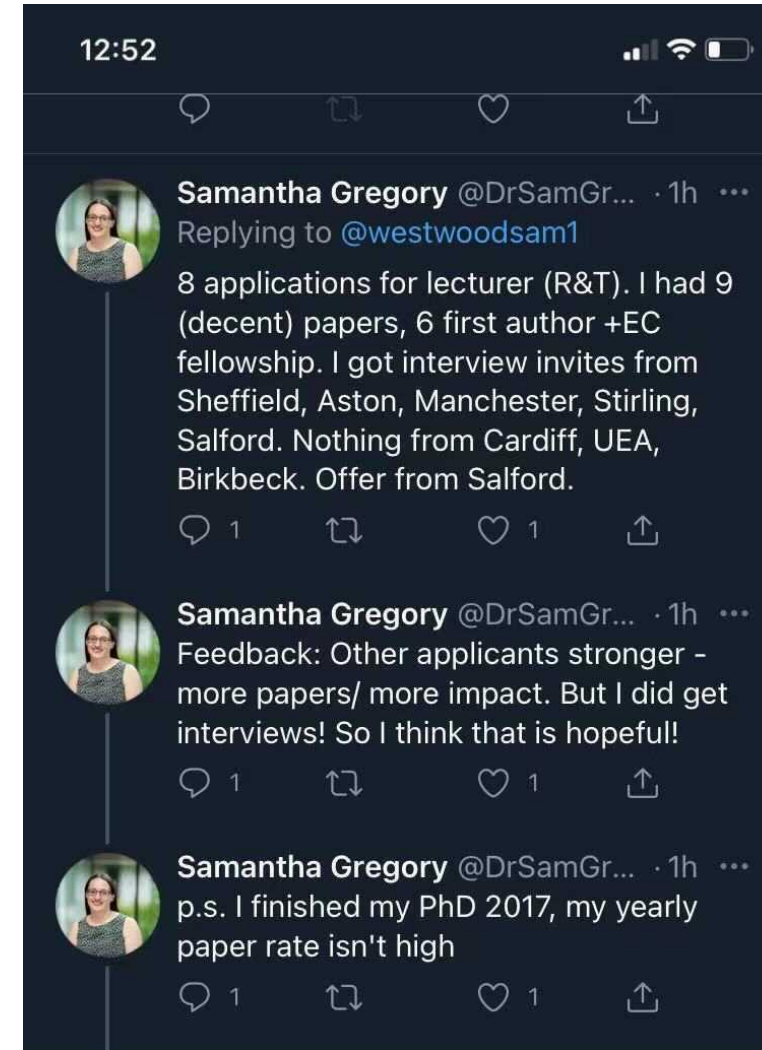 12:52
Samantha Gregory @DrSamGr... · 1h
Replying to @westwoodsam1
8 applications for lecturer (R&T). I had 9
(decent) papers, 6 first author +EC
fellowship. I got interview invites from
Sheffield, Aston, Manchester, Stirling,
Salford. Nothing from Cardiff, UEA,
Birkbeck. Offer from Salford.
1 1
Samantha Gregory @DrSamGr... · 1h
Feedback: Other applicants stronger -
more papers/ more impact. But I did get
interviews! So I think that is hopeful!
1 1
Samantha Gregory @DrSamGr... · 1h
p.s. I finished my PhD 2017, my yearly
paper rate isn't high
1 1